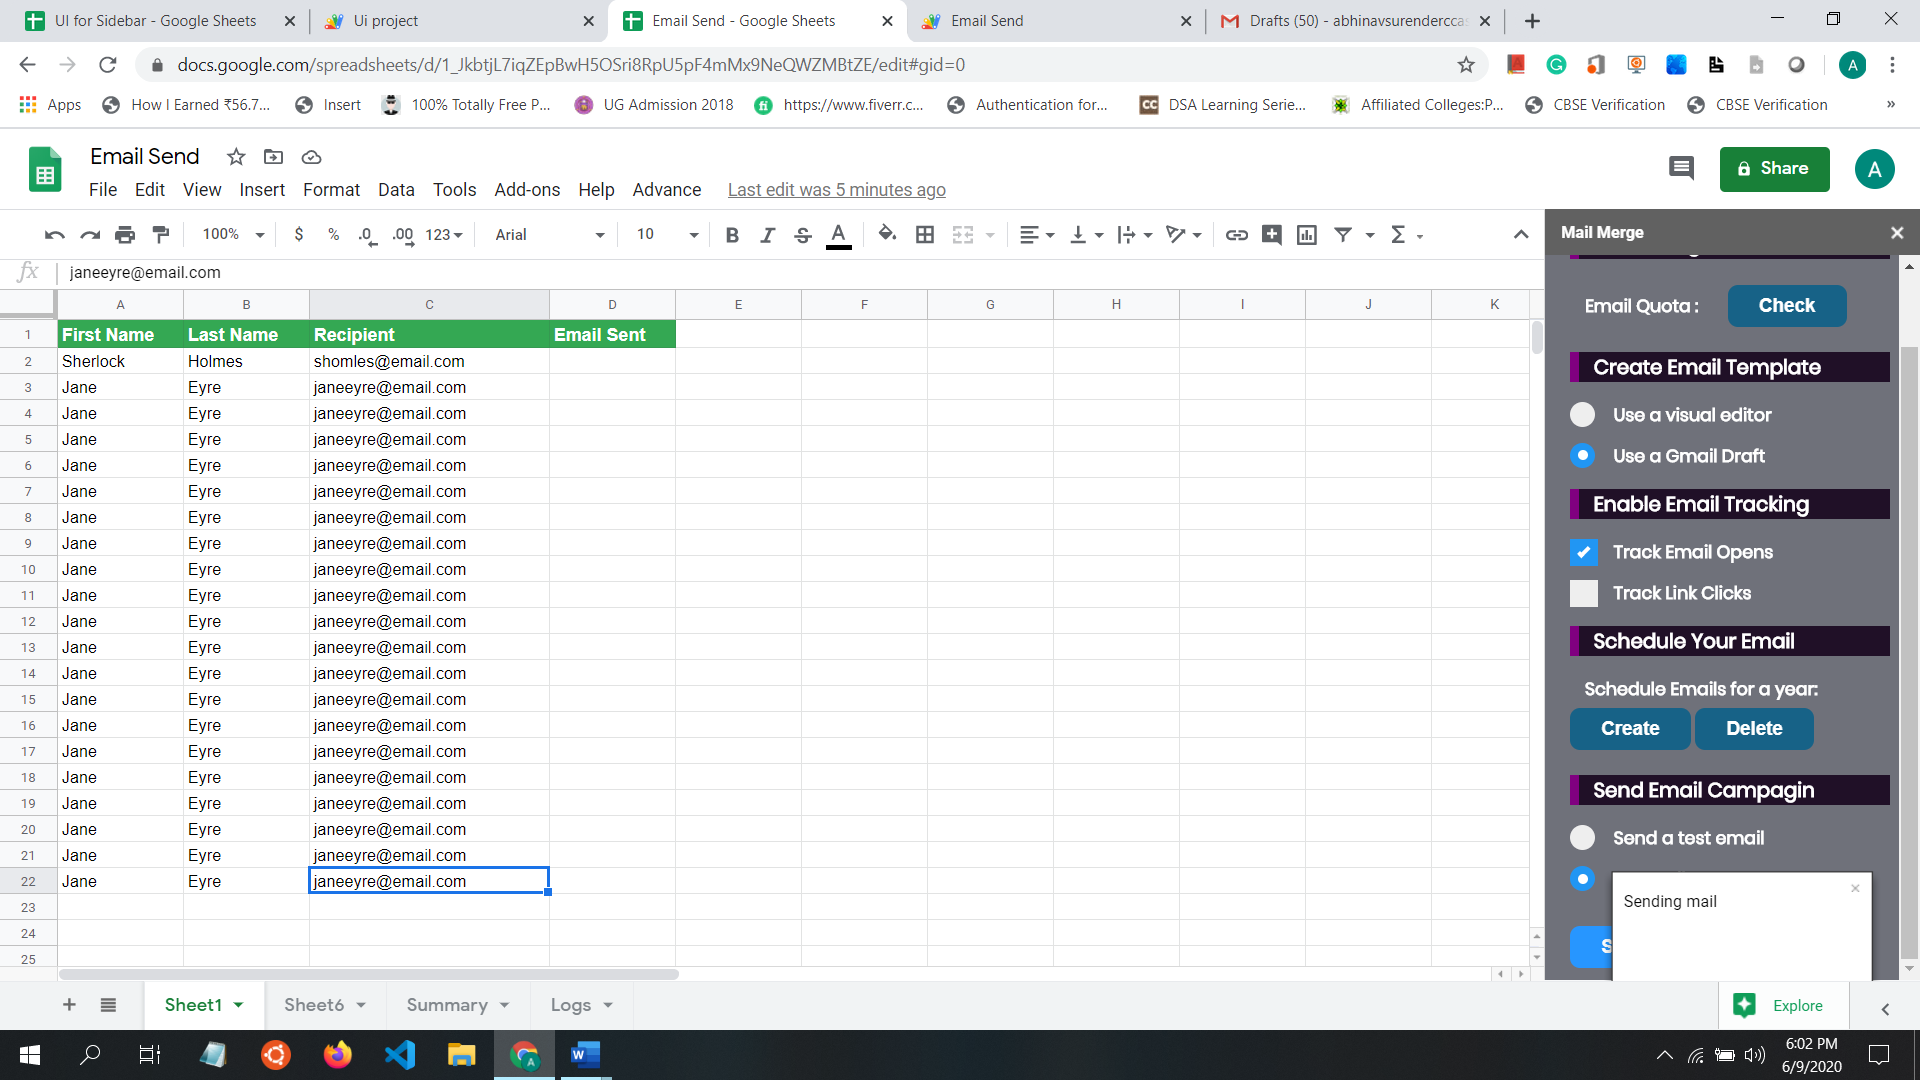 UI for Sidebar - Google Sheets
Ui project
Email Send - Google Sheets
Email Send
Drafts (50) - abhinavsurenderccas
docs.google.com/spreadsheets/d/1_JkbtjL7iqZEpBwH5OSri8RpU5pF4mMx9NeQWZMBtZE/edit#gid=0
A
Apps
How I Earned ₹56.7...
Insert
100% Totally Free P...
UG Admission 2018
https://www.fiverr.c...
Authentication for...
DSA Learning Serie...
Affiliated Colleges:P...
CBSE Verification
CBSE Verification
Email Send
File Edit View Insert Format Data Tools Add-ons Help Advance Last edit was 5 minutes ago
Share
A
100% $ % .0 .00 123 Arial 10 B I S A Σ
Mail Merge
fx janeeyre@email.com
A B C D E F G H I J K
1 First Name Last Name Recipient Email Sent
2 Sherlock Holmes shomles@email.com
3 Jane Eyre janeeyre@email.com
4 Jane Eyre janeeyre@email.com
5 Jane Eyre janeeyre@email.com
6 Jane Eyre janeeyre@email.com
7 Jane Eyre janeeyre@email.com
8 Jane Eyre janeeyre@email.com
9 Jane Eyre janeeyre@email.com
10 Jane Eyre janeeyre@email.com
11 Jane Eyre janeeyre@email.com
12 Jane Eyre janeeyre@email.com
13 Jane Eyre janeeyre@email.com
14 Jane Eyre janeeyre@email.com
15 Jane Eyre janeeyre@email.com
16 Jane Eyre janeeyre@email.com
17 Jane Eyre janeeyre@email.com
18 Jane Eyre janeeyre@email.com
19 Jane Eyre janeeyre@email.com
20 Jane Eyre janeeyre@email.com
21 Jane Eyre janeeyre@email.com
22 Jane Eyre janeeyre@email.com
23
24
25
Email Quota : Check
Create Email Template
Use a visual editor
Use a Gmail Draft
Enable Email Tracking
Track Email Opens
Track Link Clicks
Schedule Your Email
Schedule Emails for a year:
Create Delete
Send Email Campagin
Send a test email
Sending mail
S
Sheet1 Sheet6 Summary Logs
Explore
6:02 PM
6/9/2020